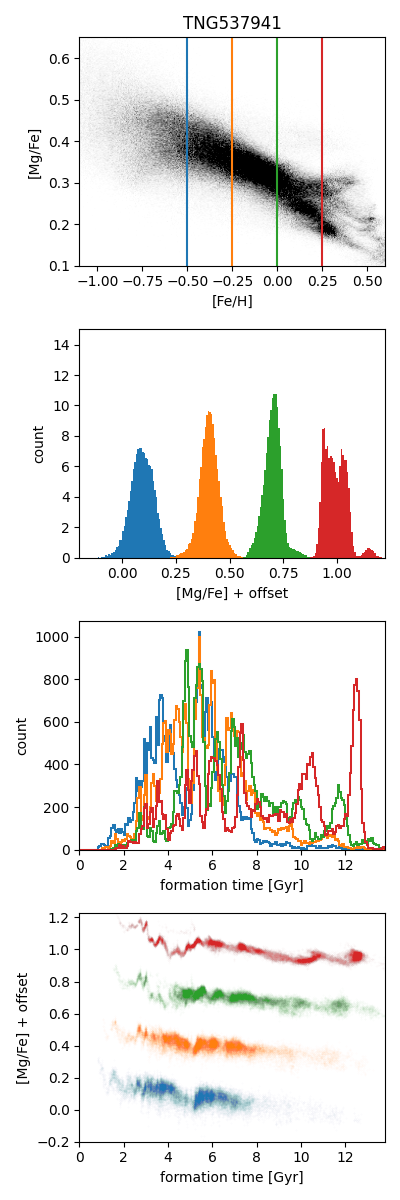 TNG537941
0.6
0.5
0.4
0.3
0.2
0.1
[Mg/Fe]
−1.00 −0.75 −0.50 −0.25 0.00 0.25 0.50
[Fe/H]
14
12
10
8
6
4
2
0
count
0.00 0.25 0.50 0.75 1.00
[Mg/Fe] + offset
1000
800
600
400
200
0
count
0 2 4 6 8 10 12
formation time [Gyr]
1.2
1.0
0.8
0.6
0.4
0.2
0.0
−0.2
[Mg/Fe] + offset
0 2 4 6 8 10 12
formation time [Gyr]